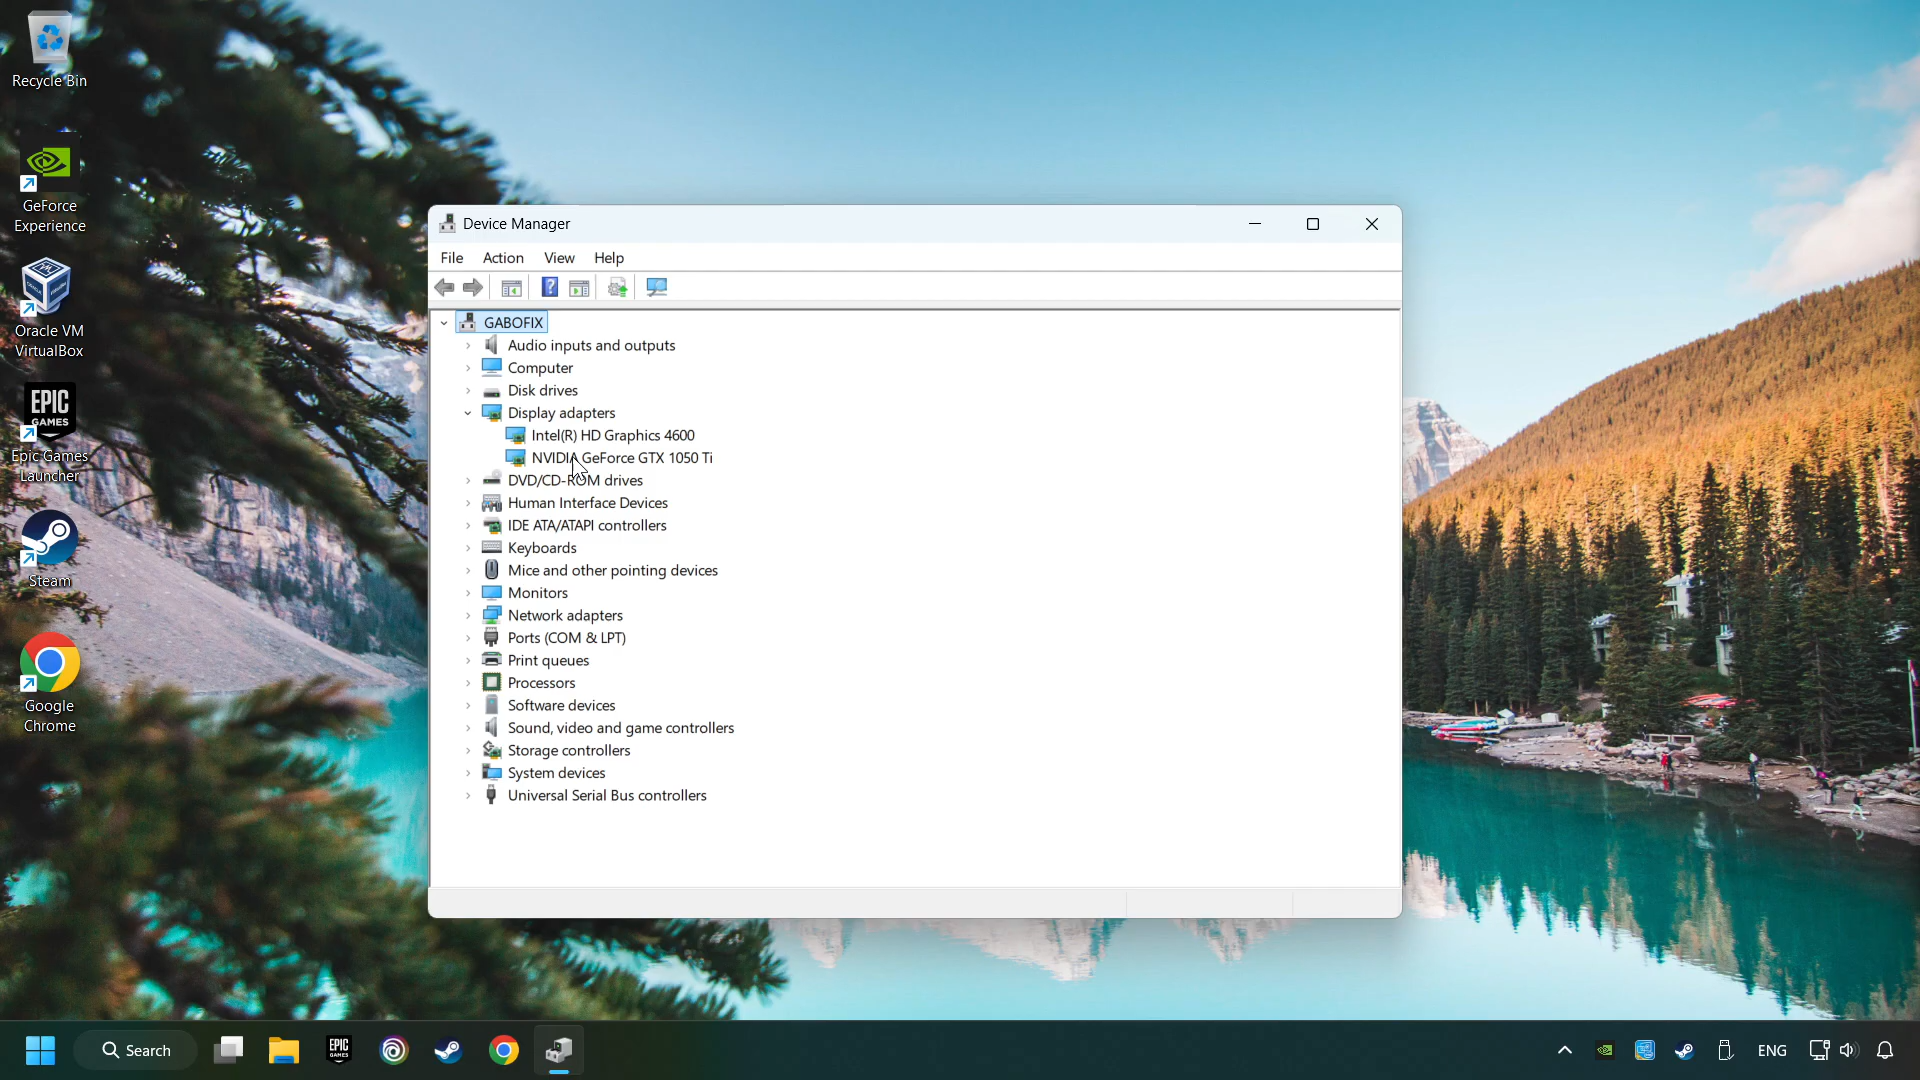 Recycle Bin
GeForce
Experience
Oracle VM
VirtualBox
EPIC
GAMES
Epic Games
Launcher
Steam
Google
Chrome
Device Manager
File Action View Help
GABOFIX
Audio inputs and outputs
Computer
Disk drives
Display adapters
Intel(R) HD Graphics 4600
NVIDIA GeForce GTX 1050 Ti
DVD/CD-ROM drives
Human Interface Devices
IDE ATA/ATAPI controllers
Keyboards
Mice and other pointing devices
Monitors
Network adapters
Ports (COM & LPT)
Print queues
Processors
Software devices
Sound, video and game controllers
Storage controllers
System devices
Universal Serial Bus controllers
Search
EPIC
GAMES
ENG